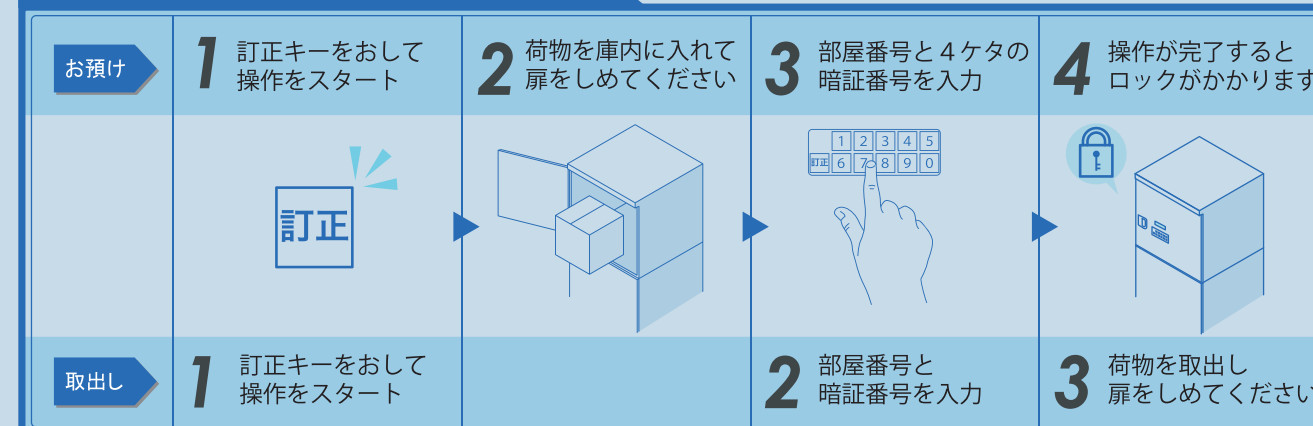 お預け
1 訂正キーをおして
操作をスタート
2 荷物を庫内に入れて
扉をしめてください
3 部屋番号と４ケタの
暗証番号を入力
4 操作が完了すると
ロックがかかります
訂正
1 2 3 4 5
訂正 6 7 8 9 0
取出し
1 訂正キーをおして
操作をスタート
2 部屋番号と
暗証番号を入力
3 荷物を取出し
扉をしめてください